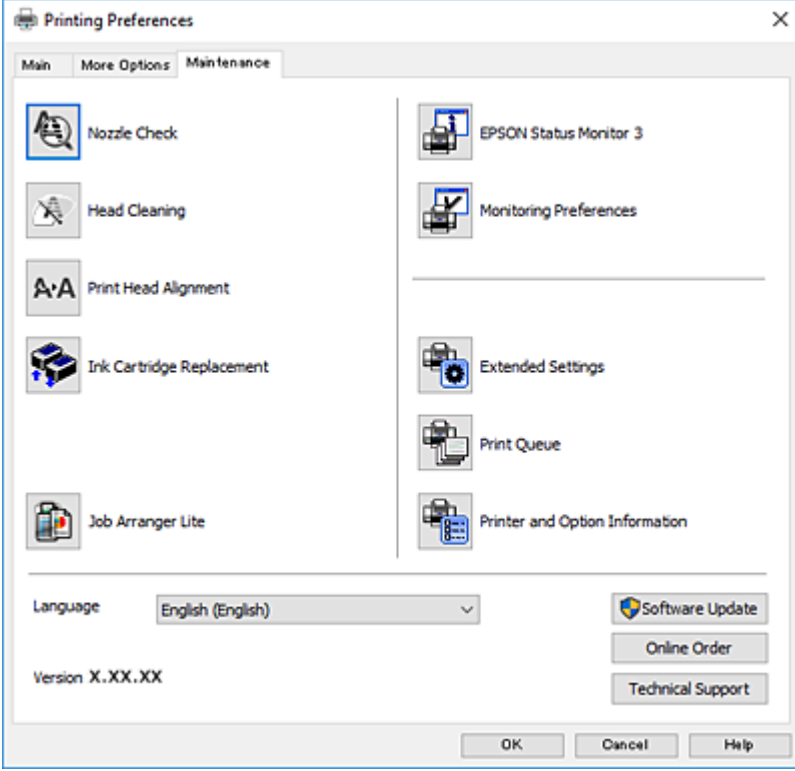 Printing Preferences
Main
More Options
Maintenance
Nozzle Check
Head Cleaning
A·A Print Head Alignment
Ink Cartridge Replacement
Job Arranger Lite
EPSON Status Monitor 3
Monitoring Preferences
Extended Settings
Print Queue
Printer and Option Information
Language
English (English)
Version X.XX.XX
Software Update
Online Order
Technical Support
OK
Cancel
Help